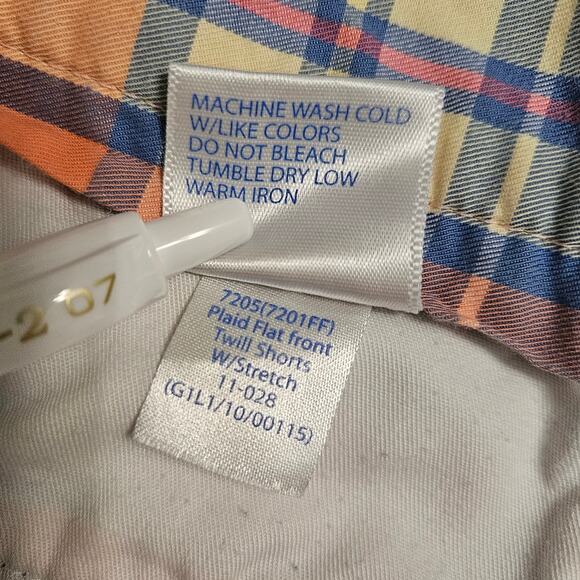 MACHINE WASH COLD
W/LIKE COLORS
DO NOT BLEACH
TUMBLE DRY LOW
WARM IRON
-2 07
7205(7201FF)
Plaid Flat front
Twill Shorts
W/Stretch
11-028
(G1L1/10/00115)